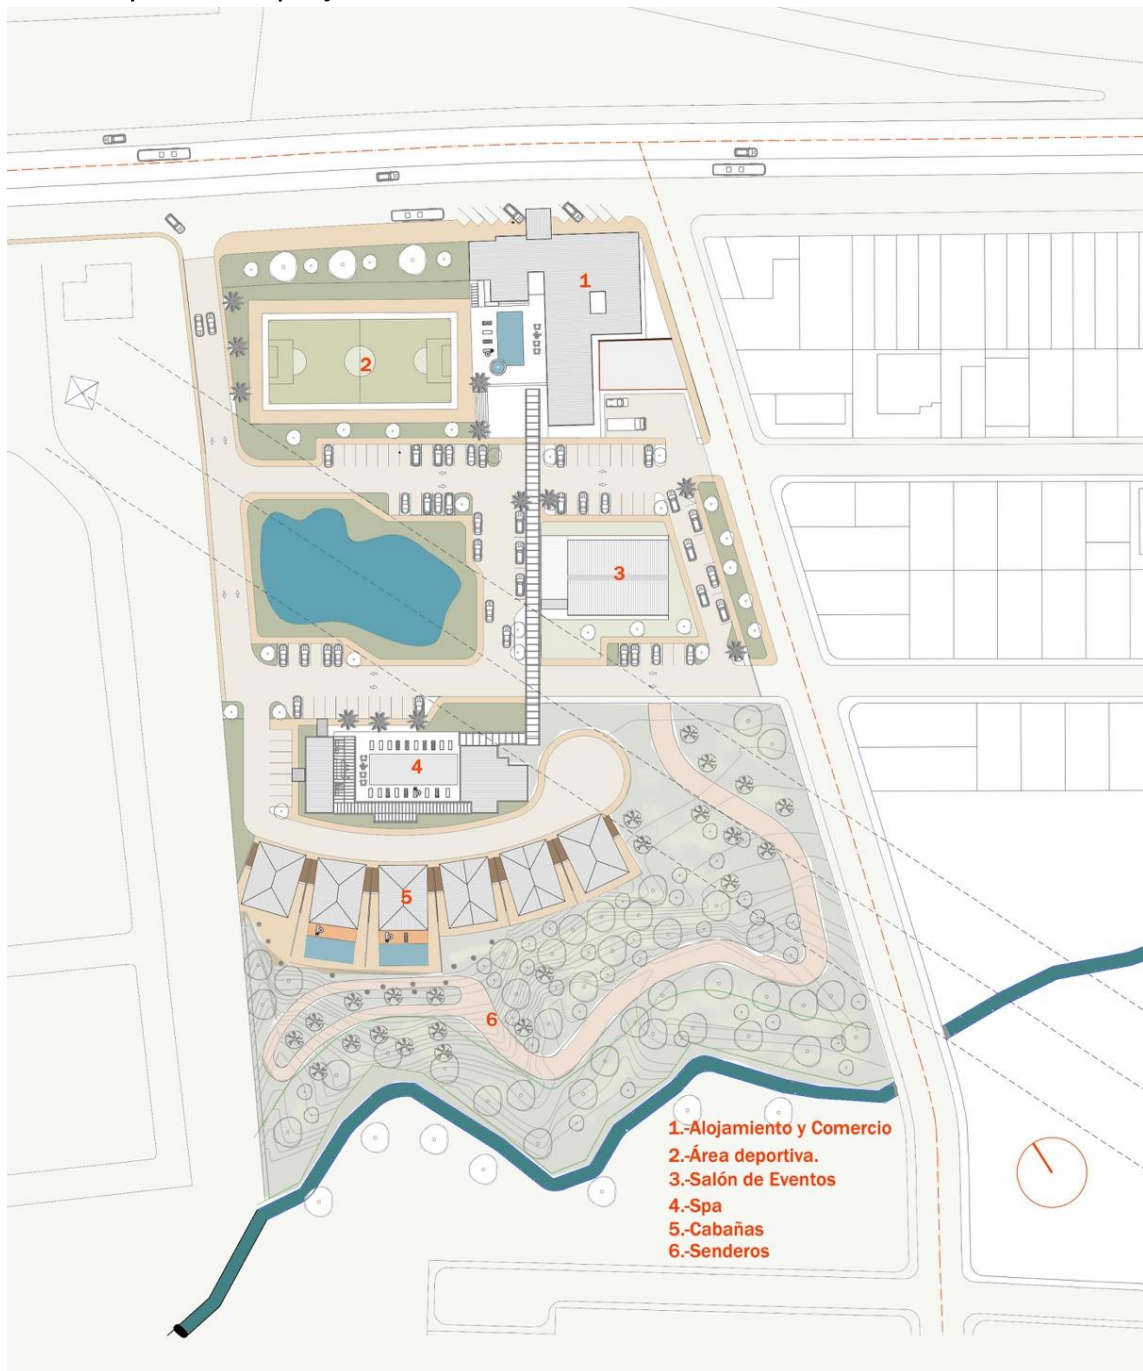 1
2
3
4
5
6
1.-Alojamiento y Comercio
2.-Área deportiva.
3.-Salón de Eventos
4.-Spa
5.-Cabañas
6.-Senderos